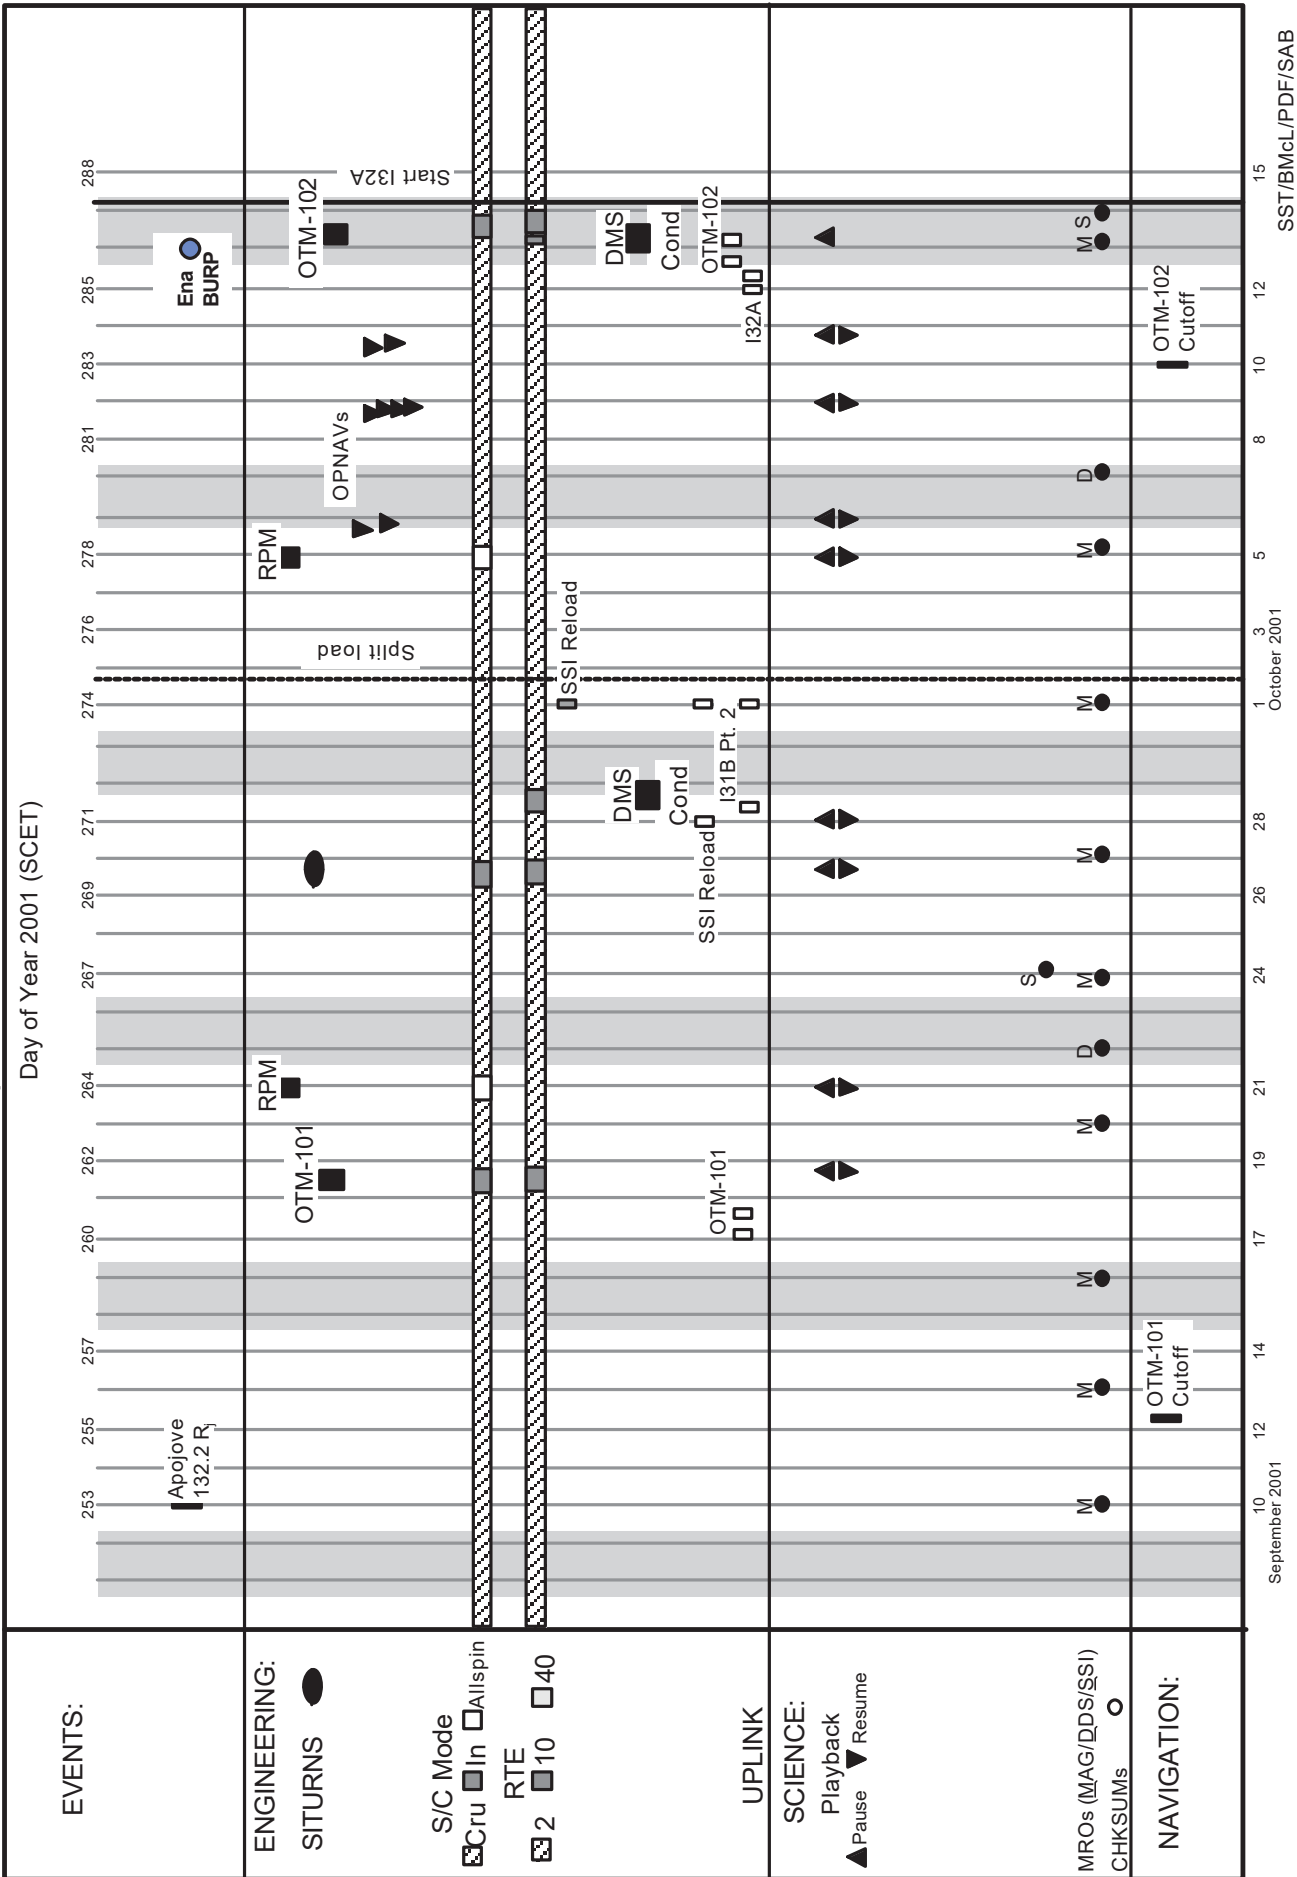 Day of Year 2001 (SCET)
253
255
257
260
262
264
267
269
271
274
276
278
281
283
285
288
EVENTS:
Apojove
132.2 Rj
Ena
BURP
ENGINEERING:
SITURNS
OTM-101
RPM
Split load
RPM
OPNAVs
OTM-102
Start I32A
S/C Mode
Cru In Allspin
RTE
2 10 40
SSI Reload
DMS
Cond
DMS
Cond
UPLINK
OTM-101
SSI Reload
I31B Pt. 2
I32A
OTM-102
SCIENCE:
Playback
Pause Resume
MROs (MAG/DDS/SSI)
CHKSUMs
M
M
M
M
D
M
S
M
M
M
D
M
S
NAVIGATION:
OTM-101
Cutoff
OTM-102
Cutoff
10
12
14
17
19
21
24
26
28
1
3
5
8
10
12
15
September 2001
October 2001
SST/BMcL/PDF/SAB